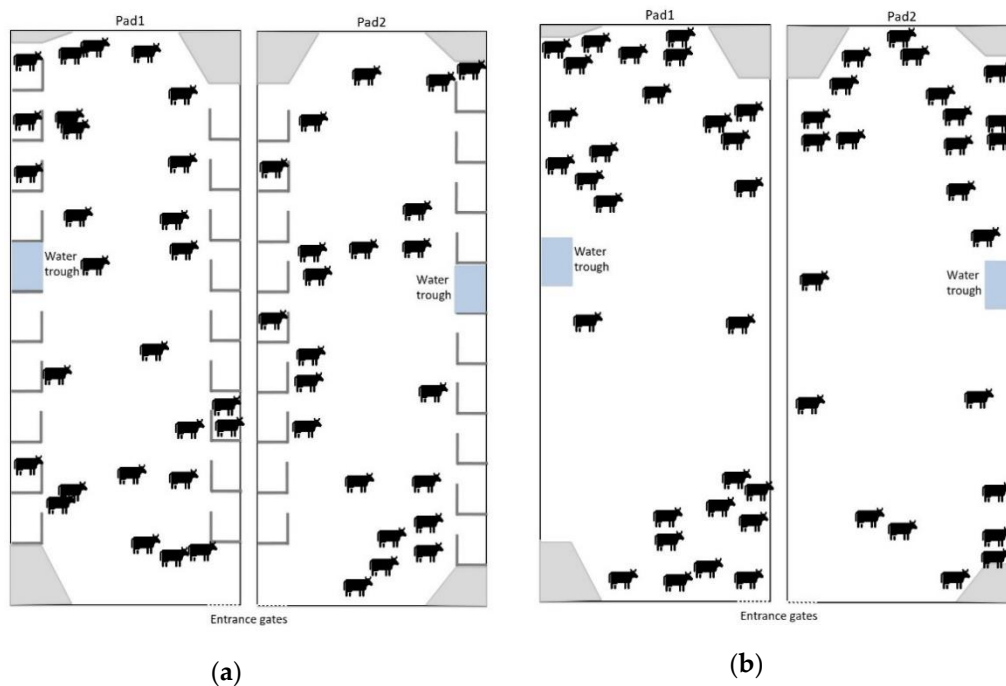 Pad1
Pad2
Water
trough
Water
trough
Entrance gates
(a)
Pad1
Pad2
Water
trough
Water
trough
Entrance gates
(b)